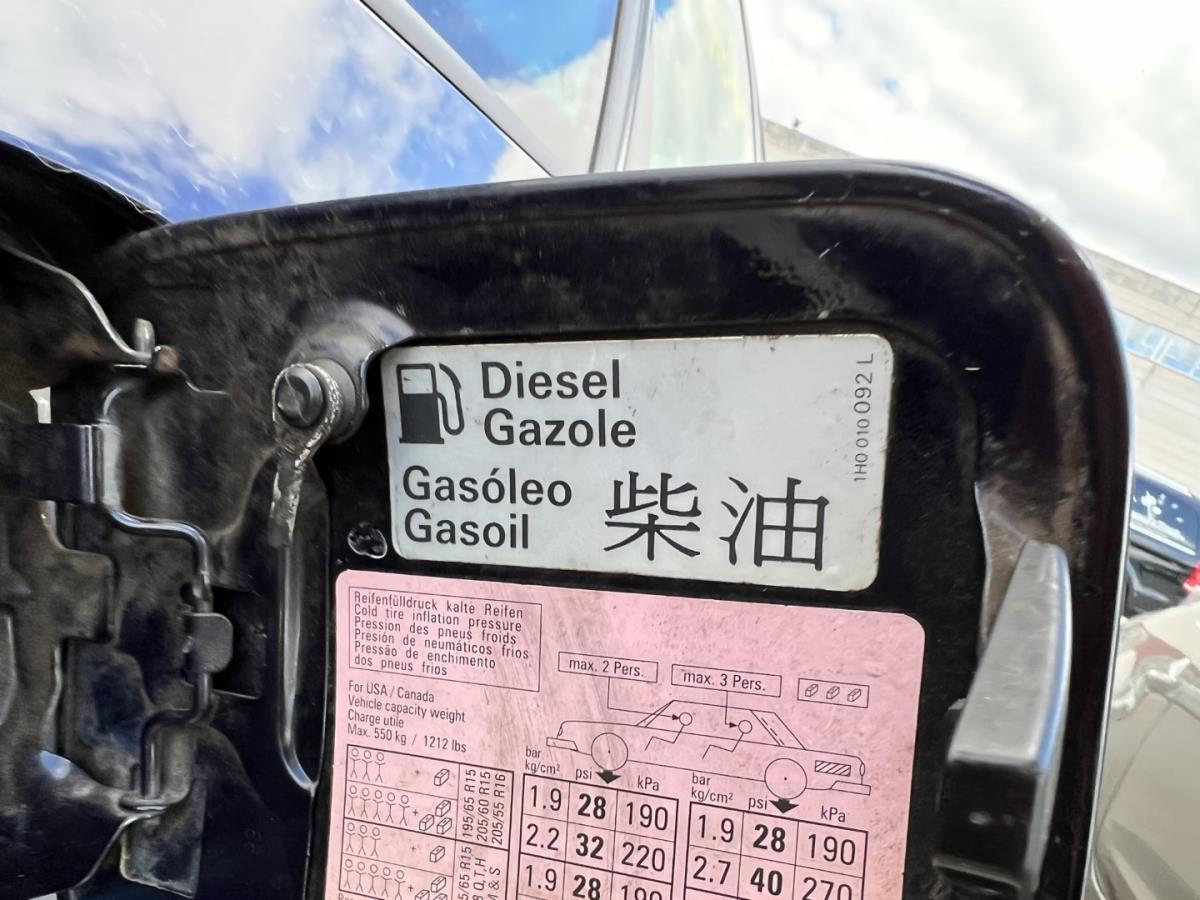 Diesel
Gazole
Gasóleo
Gasoil
柴油
1H0 010 092 L
Reifenfülldruck kalte Reifen
Cold tire inflation pressure
Pression des pneus froids
Presión de neumáticos frios
Pressão de enchimento
dos pneus frios
max. 2 Pers.
max. 3 Pers.
For USA / Canada
Vehicle capacity weight
Charge utile
Max. 550 kg / 1212 lbs
bar
kg/cm² psi kPa
bar
kg/cm² psi kPa
195/65 R15
205/60 R15
205/55 R16
1.9 28 190
2.2 32 220
1.9 28 190
1.9 28 190
2.7 40 270